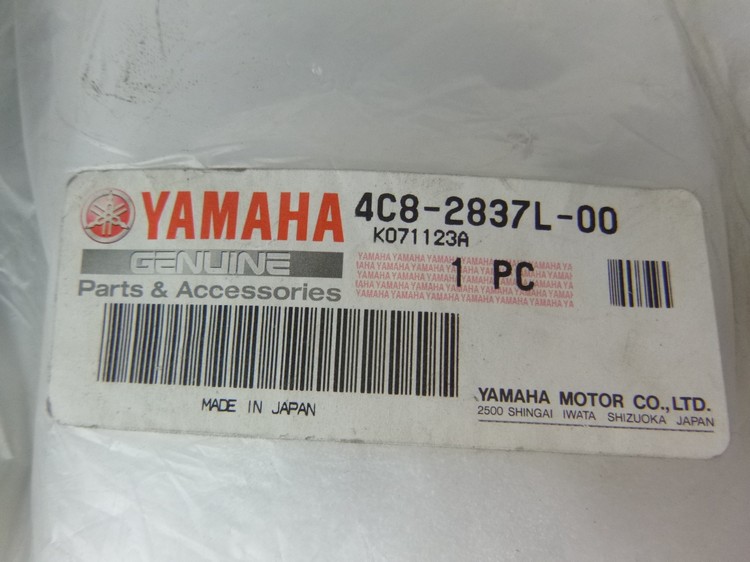 YAMAHA 4C8-2837L-00
K071123A
GENUINE
Parts & Accessories
1 PC
MADE IN JAPAN
YAMAHA MOTOR CO.,LTD.
2500 SHINGAI IWATA SHIZUOKA JAPAN